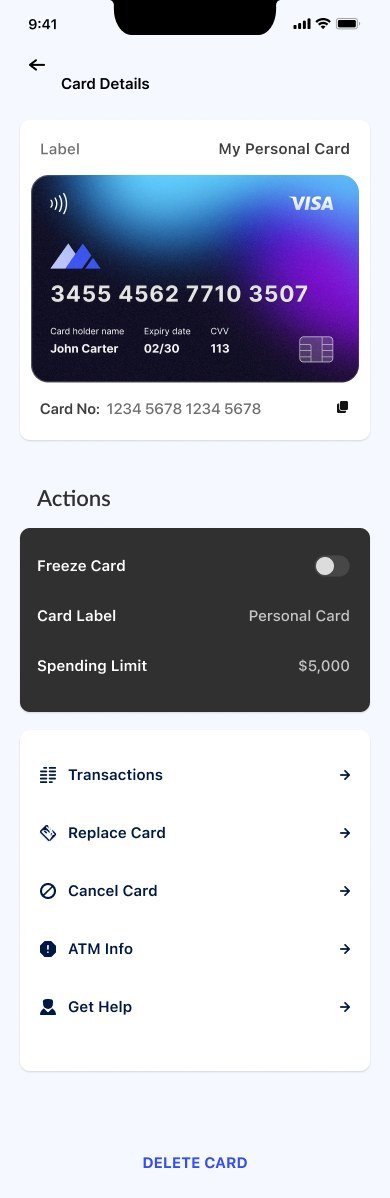 9:41
Card Details
Label My Personal Card
VISA
3455 4562 7710 3507
Card holder name Expiry date CVV
John Carter 02/30 113
Card No: 1234 5678 1234 5678
Actions
Freeze Card
Card Label Personal Card
Spending Limit $5,000
Transactions
Replace Card
Cancel Card
ATM Info
Get Help
DELETE CARD